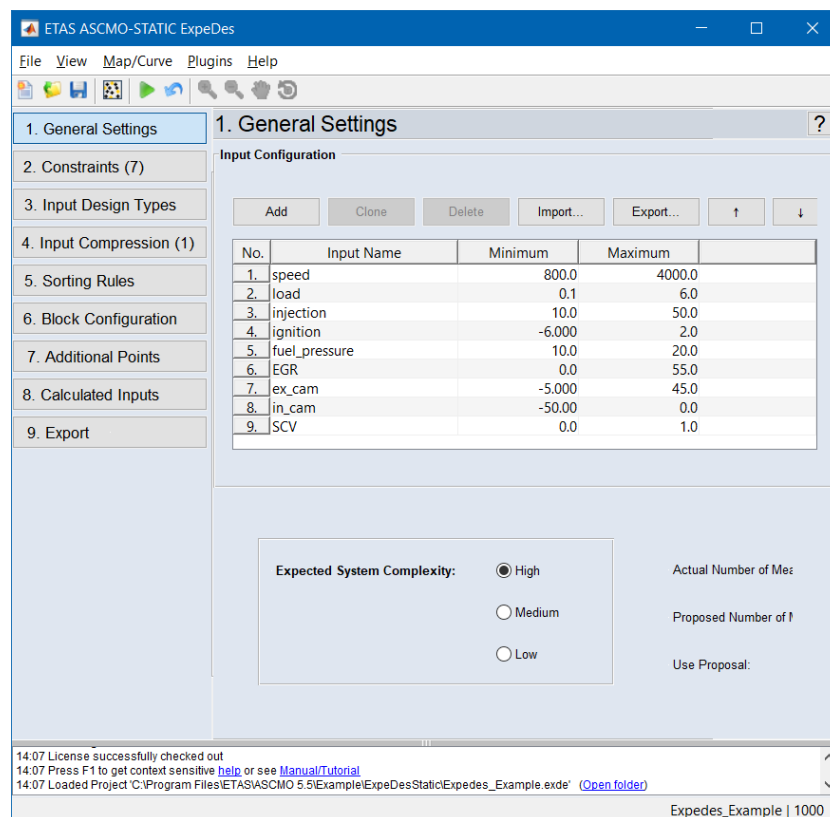 ETAS ASCMO-STATIC ExpeDes
File View Map/Curve Plugins Help
1. General Settings
2. Constraints (7)
3. Input Design Types
4. Input Compression (1)
5. Sorting Rules
6. Block Configuration
7. Additional Points
8. Calculated Inputs
9. Export
1. General Settings ?
Input Configuration
Add Clone Delete Import... Export... ↑ ↓
No. Input Name Minimum Maximum
1. speed 800.0 4000.0
2. load 0.1 6.0
3. injection 10.0 50.0
4. ignition -6.000 2.0
5. fuel_pressure 10.0 20.0
6. EGR 0.0 55.0
7. ex_cam -5.000 45.0
8. in_cam -50.00 0.0
9. SCV 0.0 1.0
Expected System Complexity: High
Medium
Low
Actual Number of Mea
Proposed Number of M
Use Proposal:
14:07 License successfully checked out
14:07 Press F1 to get context sensitive help or see Manual/Tutorial
14:07 Loaded Project 'C:\Program Files\ETAS\ASCMO 5.5\Example\ExpeDesStatic\Expedes_Example.exde' (Open folder)
Expedes_Example | 1000